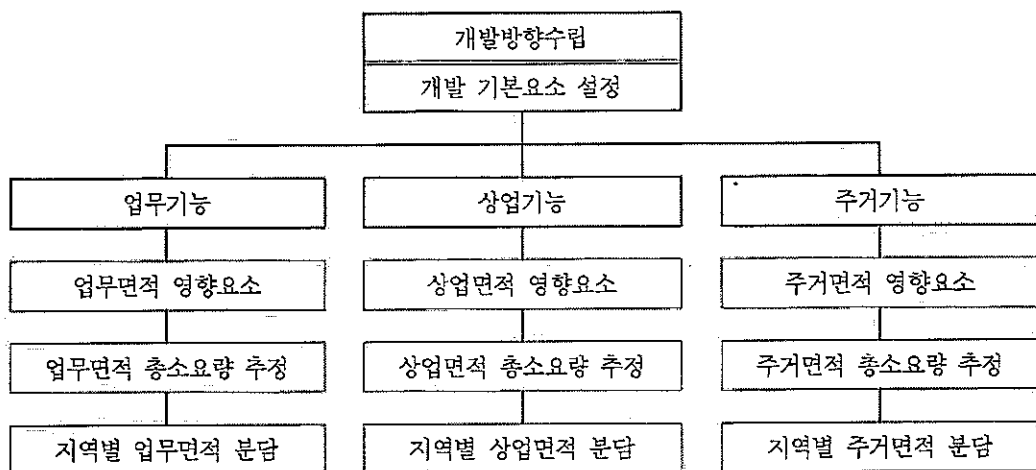 개발방향수립
개발 기본요소 설정
업무기능 상업기능 주거기능
업무면적 영향요소 상업면적 영향요소 주거면적 영향요소
업무면적 총소요량 추정 상업면적 총소요량 추정 주거면적 총소요량 추정
지역별 업무면적 분담 지역별 상업면적 분담 지역별 주거면적 분담